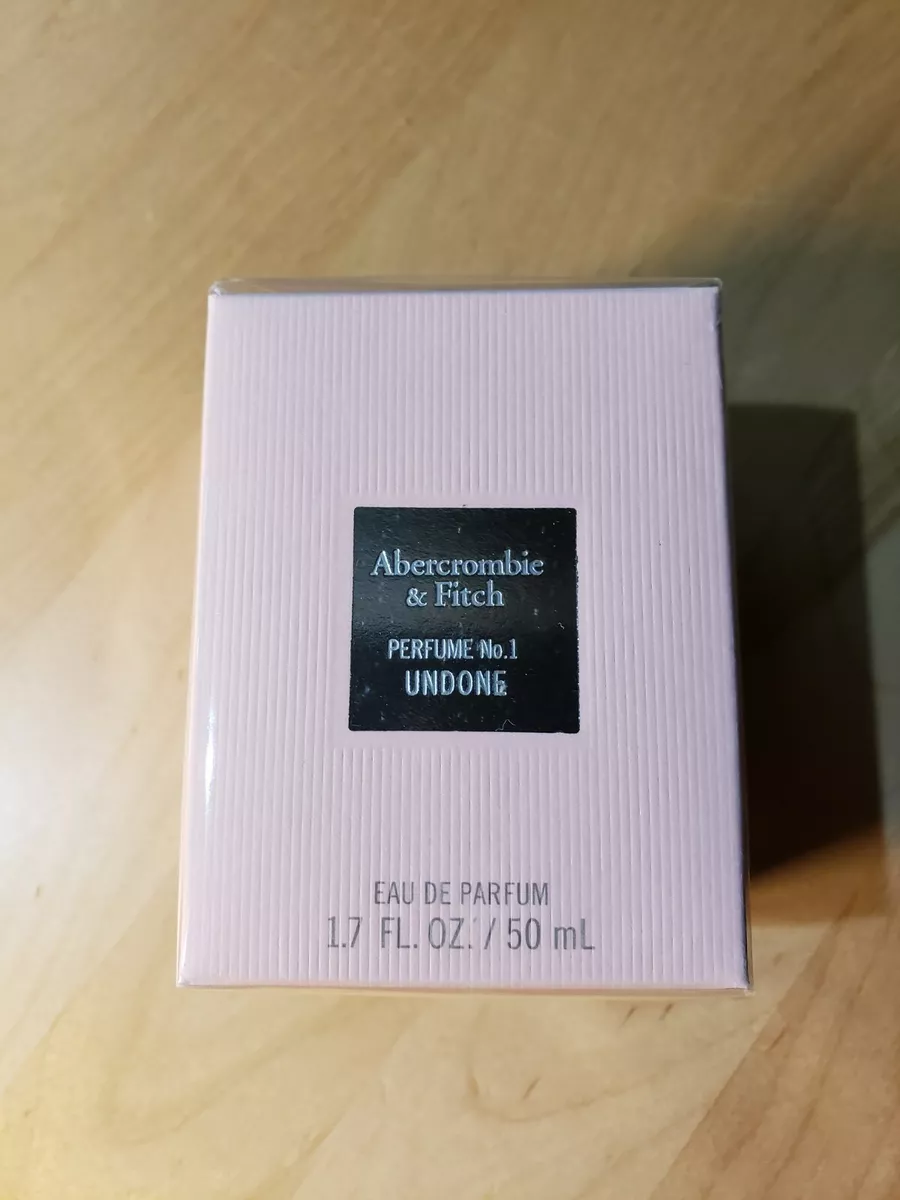 Abercrombie
& Fitch
PERFUME No.1
UNDONE
EAU DE PARFUM
1.7 FL. OZ. / 50 mL